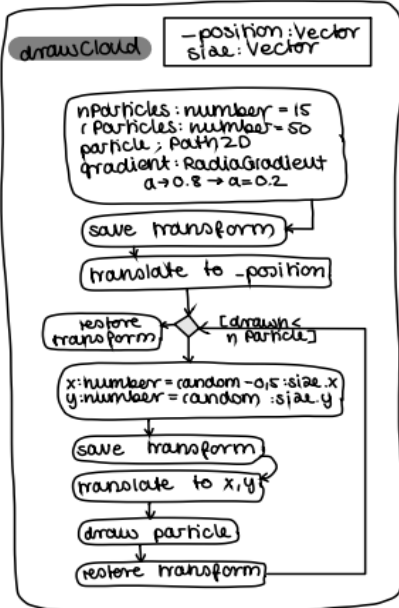 drawCloud
_position: Vector
size: Vector
nParticles: number = 15
rParticles: number = 50
particle; Path2D
gradient: RadiaGradient
a→0.8→a=0.2
save transform
translate to _position
restore
transform
[drawn<
n Particle]
x:number=random -0,5:size.x
y:number=random :size.y
save transform
translate to x,y
draw particle
restore transform